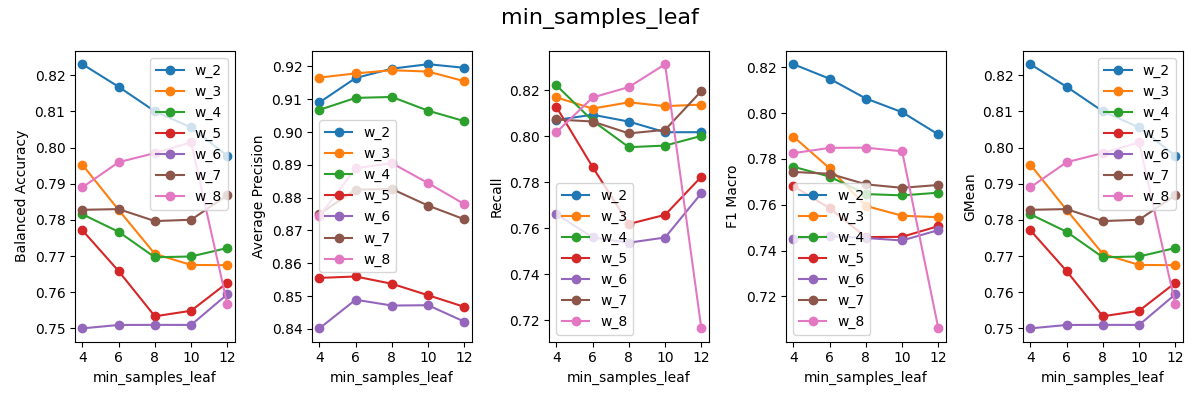 min_samples_leaf
Balanced Accuracy
0.82
0.81
0.80
0.79
0.78
0.77
0.76
0.75
4 6 8 10 12
min_samples_leaf
w_2
w_3
w_4
w_5
w_6
w_7
w_8
Average Precision
0.92
0.91
0.90
0.89
0.88
0.87
0.86
0.85
0.84
4 6 8 10 12
min_samples_leaf
w_2
w_3
w_4
w_5
w_6
w_7
w_8
Recall
0.82
0.80
0.78
0.76
0.74
0.72
4 6 8 10 12
min_samples_leaf
w_2
w_3
w_4
w_5
w_6
w_7
w_8
F1 Macro
0.82
0.80
0.78
0.76
0.74
0.72
4 6 8 10 12
min_samples_leaf
w_2
w_3
w_4
w_5
w_6
w_7
w_8
GMean
0.82
0.81
0.80
0.79
0.78
0.77
0.76
0.75
4 6 8 10 12
min_samples_leaf
w_2
w_3
w_4
w_5
w_6
w_7
w_8